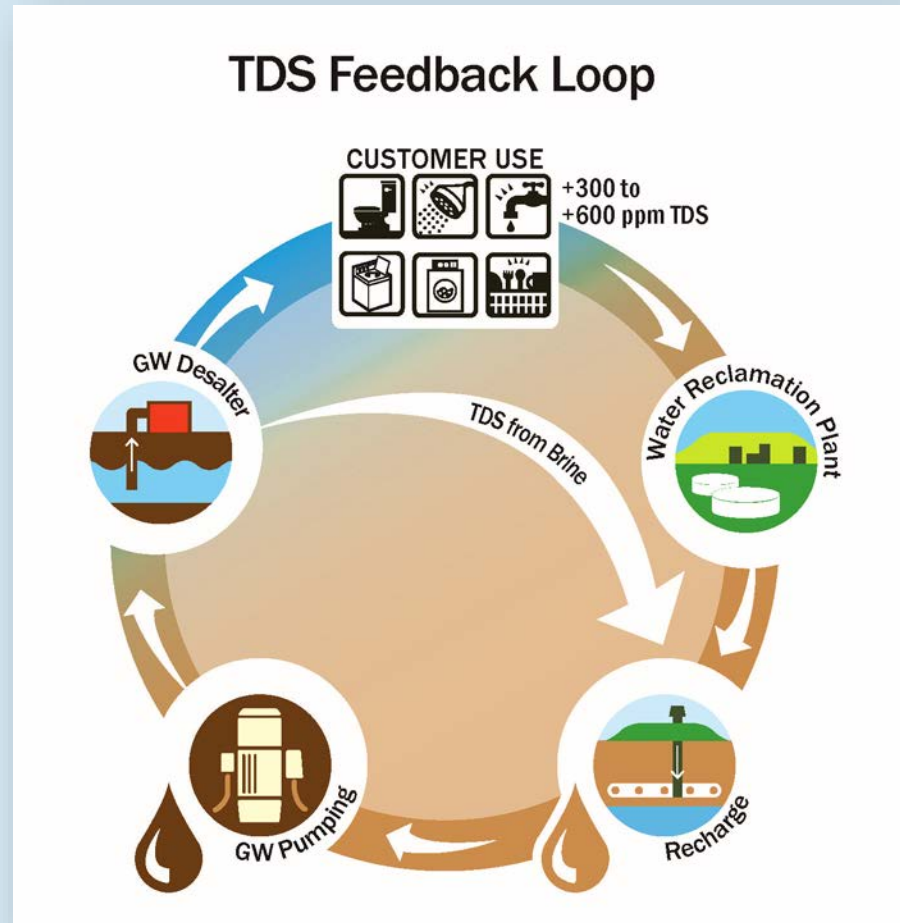 TDS Feedback Loop
CUSTOMER USE
+300 to
+600 ppm TDS
GW Desalter
TDS from Brine
Water Reclamation Plant
GW Pumping
Recharge